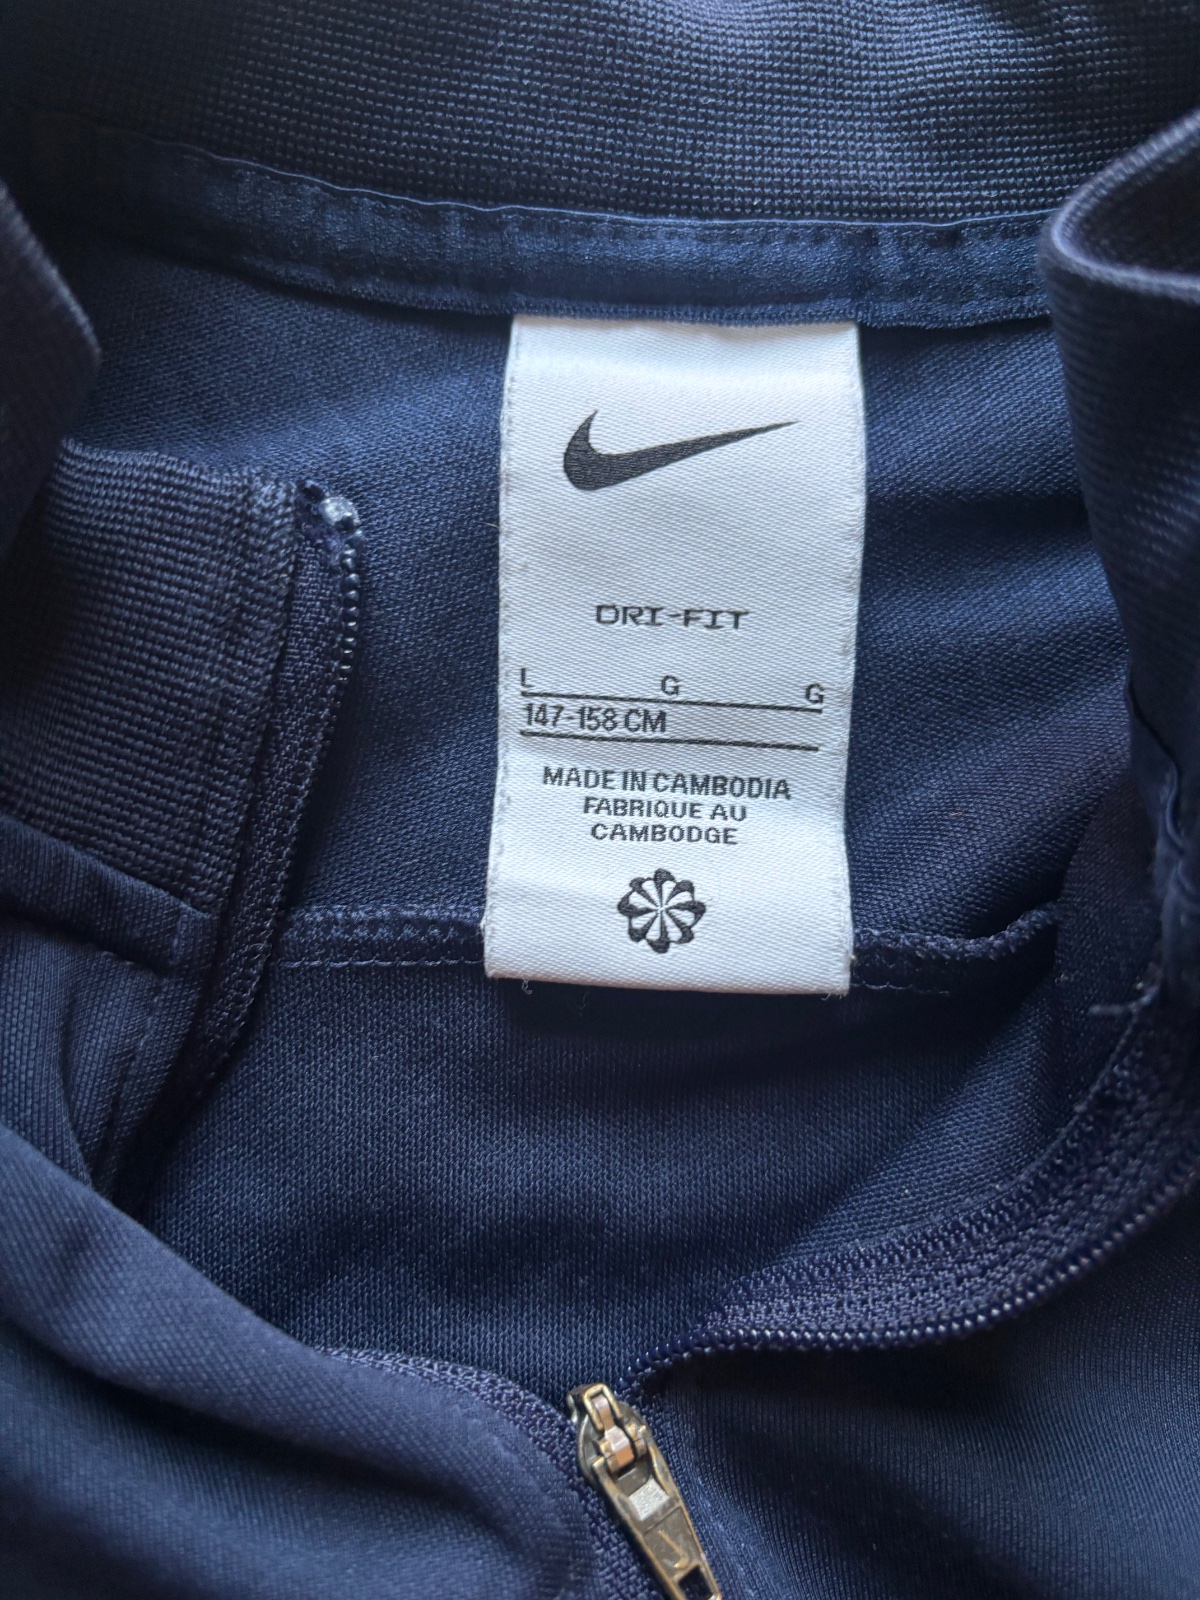 DRI-FIT
L G G
147-158 CM
MADE IN CAMBODIA
FABRIQUE AU
CAMBODGE